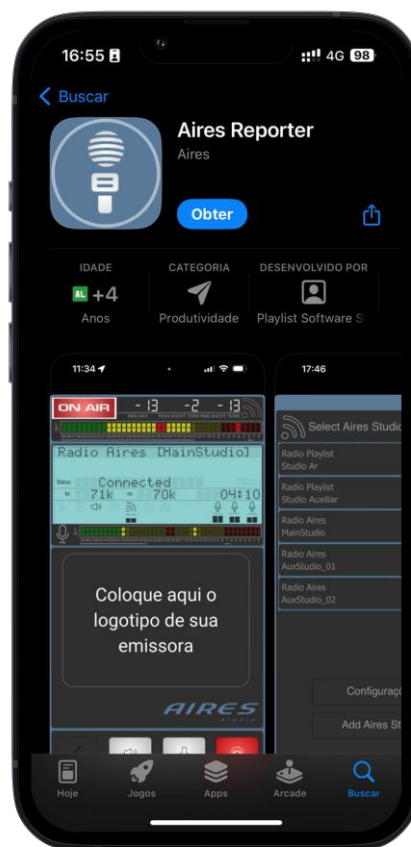 16:55
4G 98
Buscar
Aires Reporter
Aires
Obter
IDADE
CATEGORIA
DESENVOLVIDO POR
AL +4
Anos
Produtividade
Playlist Software S
11:34
17:46
ON AIR
-13 -2 -13
Radio Aires [MainStudio]
Connected
71k 70k 04:10
Coloque aqui o
logotipo de sua
emissora
AIRES
studio
Select Aires Studio
Radio Playlist
Studio Ar
Radio Playlist
Studio Auxiliar
Radio Aires
MainStudio
Radio Aires
AuxStudio_01
Radio Aires
AuxStudio_02
Configuraç
Add Aires St
Hoje
Jogos
Apps
Arcade
Buscar